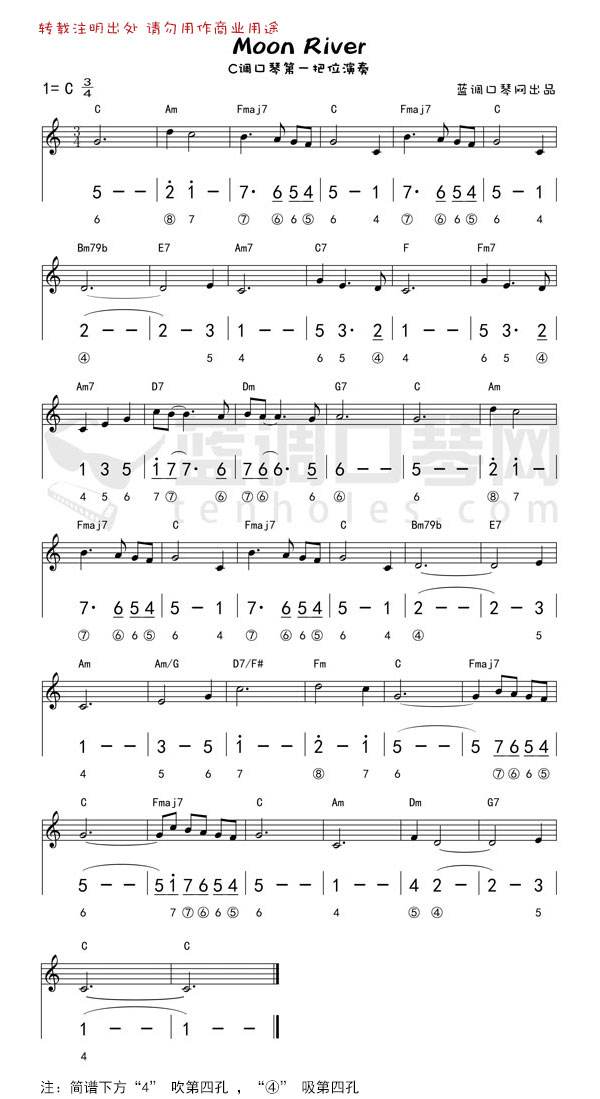 转载注明出处 请勿用作商业用途
Moon River
C调口琴第一把位演奏
1= C 3/4
蓝调口琴网出品
C Am Fmaj7 C Fmaj7 C
3/4
5 - - 2 1 - 7· 6 5 4 5 - 1 7· 6 5 4 5 - 1
6 ⑧ 7 ⑦ ⑥ 6 ⑤ 6 4 ⑦ ⑥ 6 ⑤ 6 4
Bm79b E7 Am7 C7 F Fm7
2 - - 2 - 3 1 - - 5 3· 2 1 - - 5 3· 2
④ 5 4 6 5 ④ 4 6 5 ④
Am7 D7 Dm G7 C Am
1 3 5 1 7 7· 6 7 6 6· 5 6 - - 5 - - 2 1 -
4 5 6 7 ⑦ ⑥ ⑦ ⑥ 6 ⑥ 6 ⑧ 7
蓝调口琴网
tenholes.com
Fmaj7 C Fmaj7 C Bm79b E7
7· 6 5 4 5 - 1 7· 6 5 4 5 - 1 2 - - 2 - 3
⑦ ⑥ 6 ⑤ 6 4 ⑦ ⑥ 6 ⑤ 6 4 ④ 5
Am Am/G D7/F# Fm C Fmaj7
1 - - 3 - 5 1 - - 2 - 1 5 - - 5 7 6 5 4
4 5 6 7 ⑧ 7 6 ⑦ ⑥ 6 ⑤
C Fmaj7 C Am Dm G7
5 - - 5 1 7 6 5 4 5 - - 1 - - 4 2 - 2 - 3
6 7 ⑦ ⑥ 6 ⑤ 6 4 ⑤ ④ 5
C C
1 - - 1 - -
4
注：简谱下方“4” 吹第四孔 ，“④” 吸第四孔